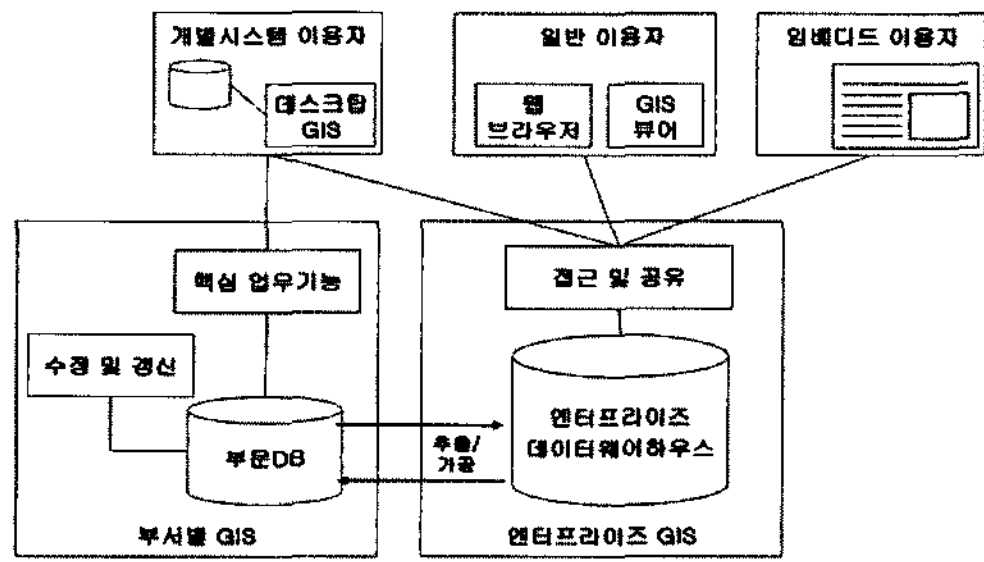 개별시스템 이용자
데스크탑
GIS
일반 이용자
웹
브라우저
GIS
뷰어
임베디드 이용자
핵심 업무기능
수정 및 갱신
부문DB
부서별 GIS
추출/
가공
접근 및 공유
엔터프라이즈
데이터웨어하우스
엔터프라이즈 GIS